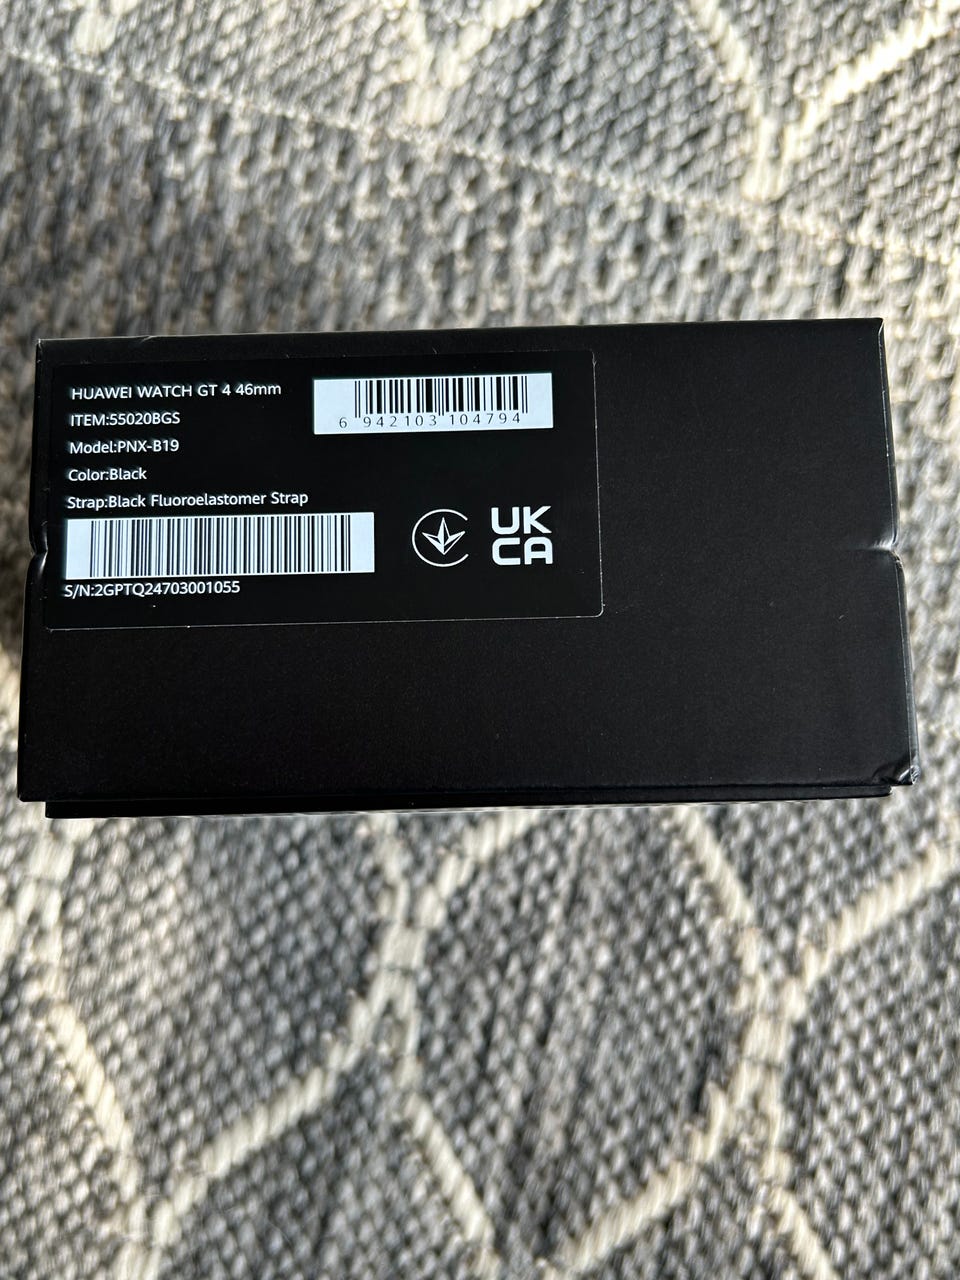 HUAWEI WATCH GT 4 46mm
ITEM:55020BGS
Model:PNX-B19
Color:Black
Strap:Black Fluoroelastomer Strap
S/N:2GPTQ24703001055
6 942103 104794
UK
CA